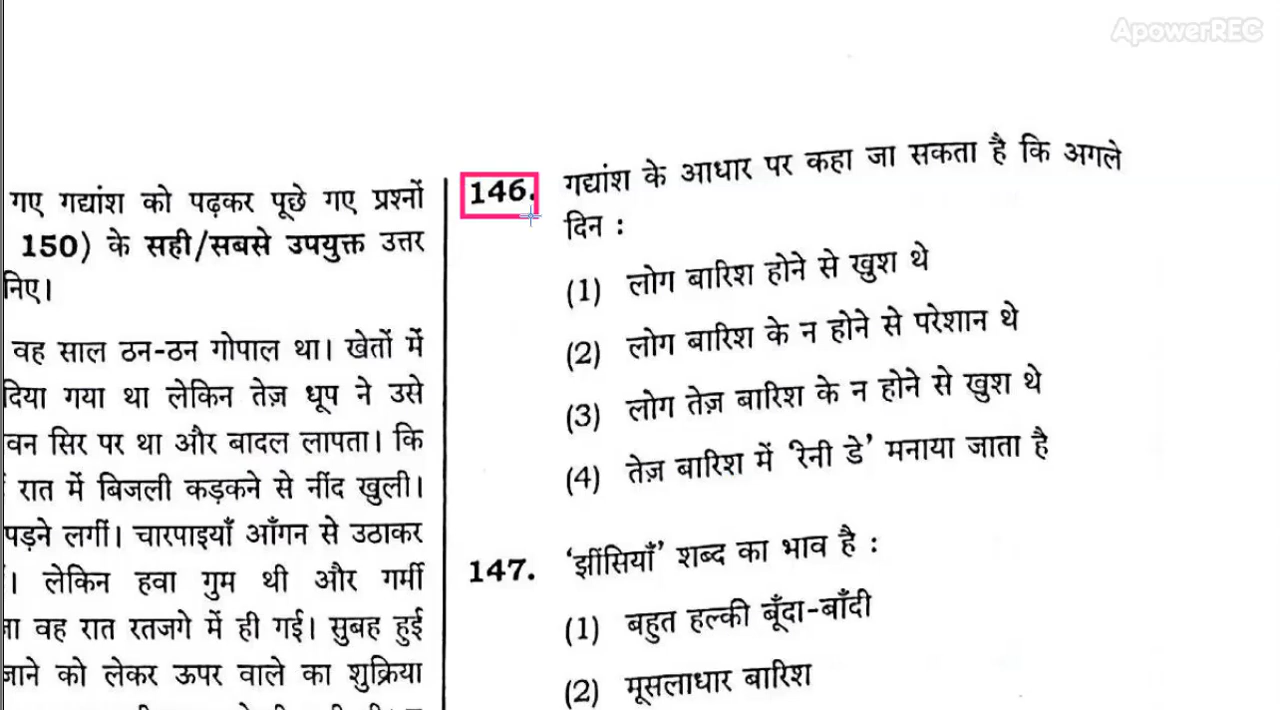 ApowerREC
गए गद्यांश को पढ़कर पूछे गए प्रश्नों
150) के सही/सबसे उपयुक्त उत्तर
निए।
वह साल ठन-ठन गोपाल था। खेतों में
दिया गया था लेकिन तेज़ धूप ने उसे
वन सिर पर था और बादल लापता। कि
रात में बिजली कड़कने से नींद खुली।
पड़ने लगीं। चारपाइयाँ आँगन से उठाकर
। लेकिन हवा गुम थी और गर्मी
वह रात रतजगे में ही गई। सुबह हुई
जाने को लेकर ऊपर वाले का शुक्रिया
146. गद्यांश के आधार पर कहा जा सकता है कि अगले
दिन :
(1) लोग बारिश होने से खुश थे
(2) लोग बारिश के न होने से परेशान थे
(3) लोग तेज़ बारिश के न होने से खुश थे
(4) तेज़ बारिश में 'रेनी डे' मनाया जाता है
147. 'झींसियाँ' शब्द का भाव है :
(1) बहुत हल्की बूँदा-बाँदी
(2) मूसलाधार बारिश